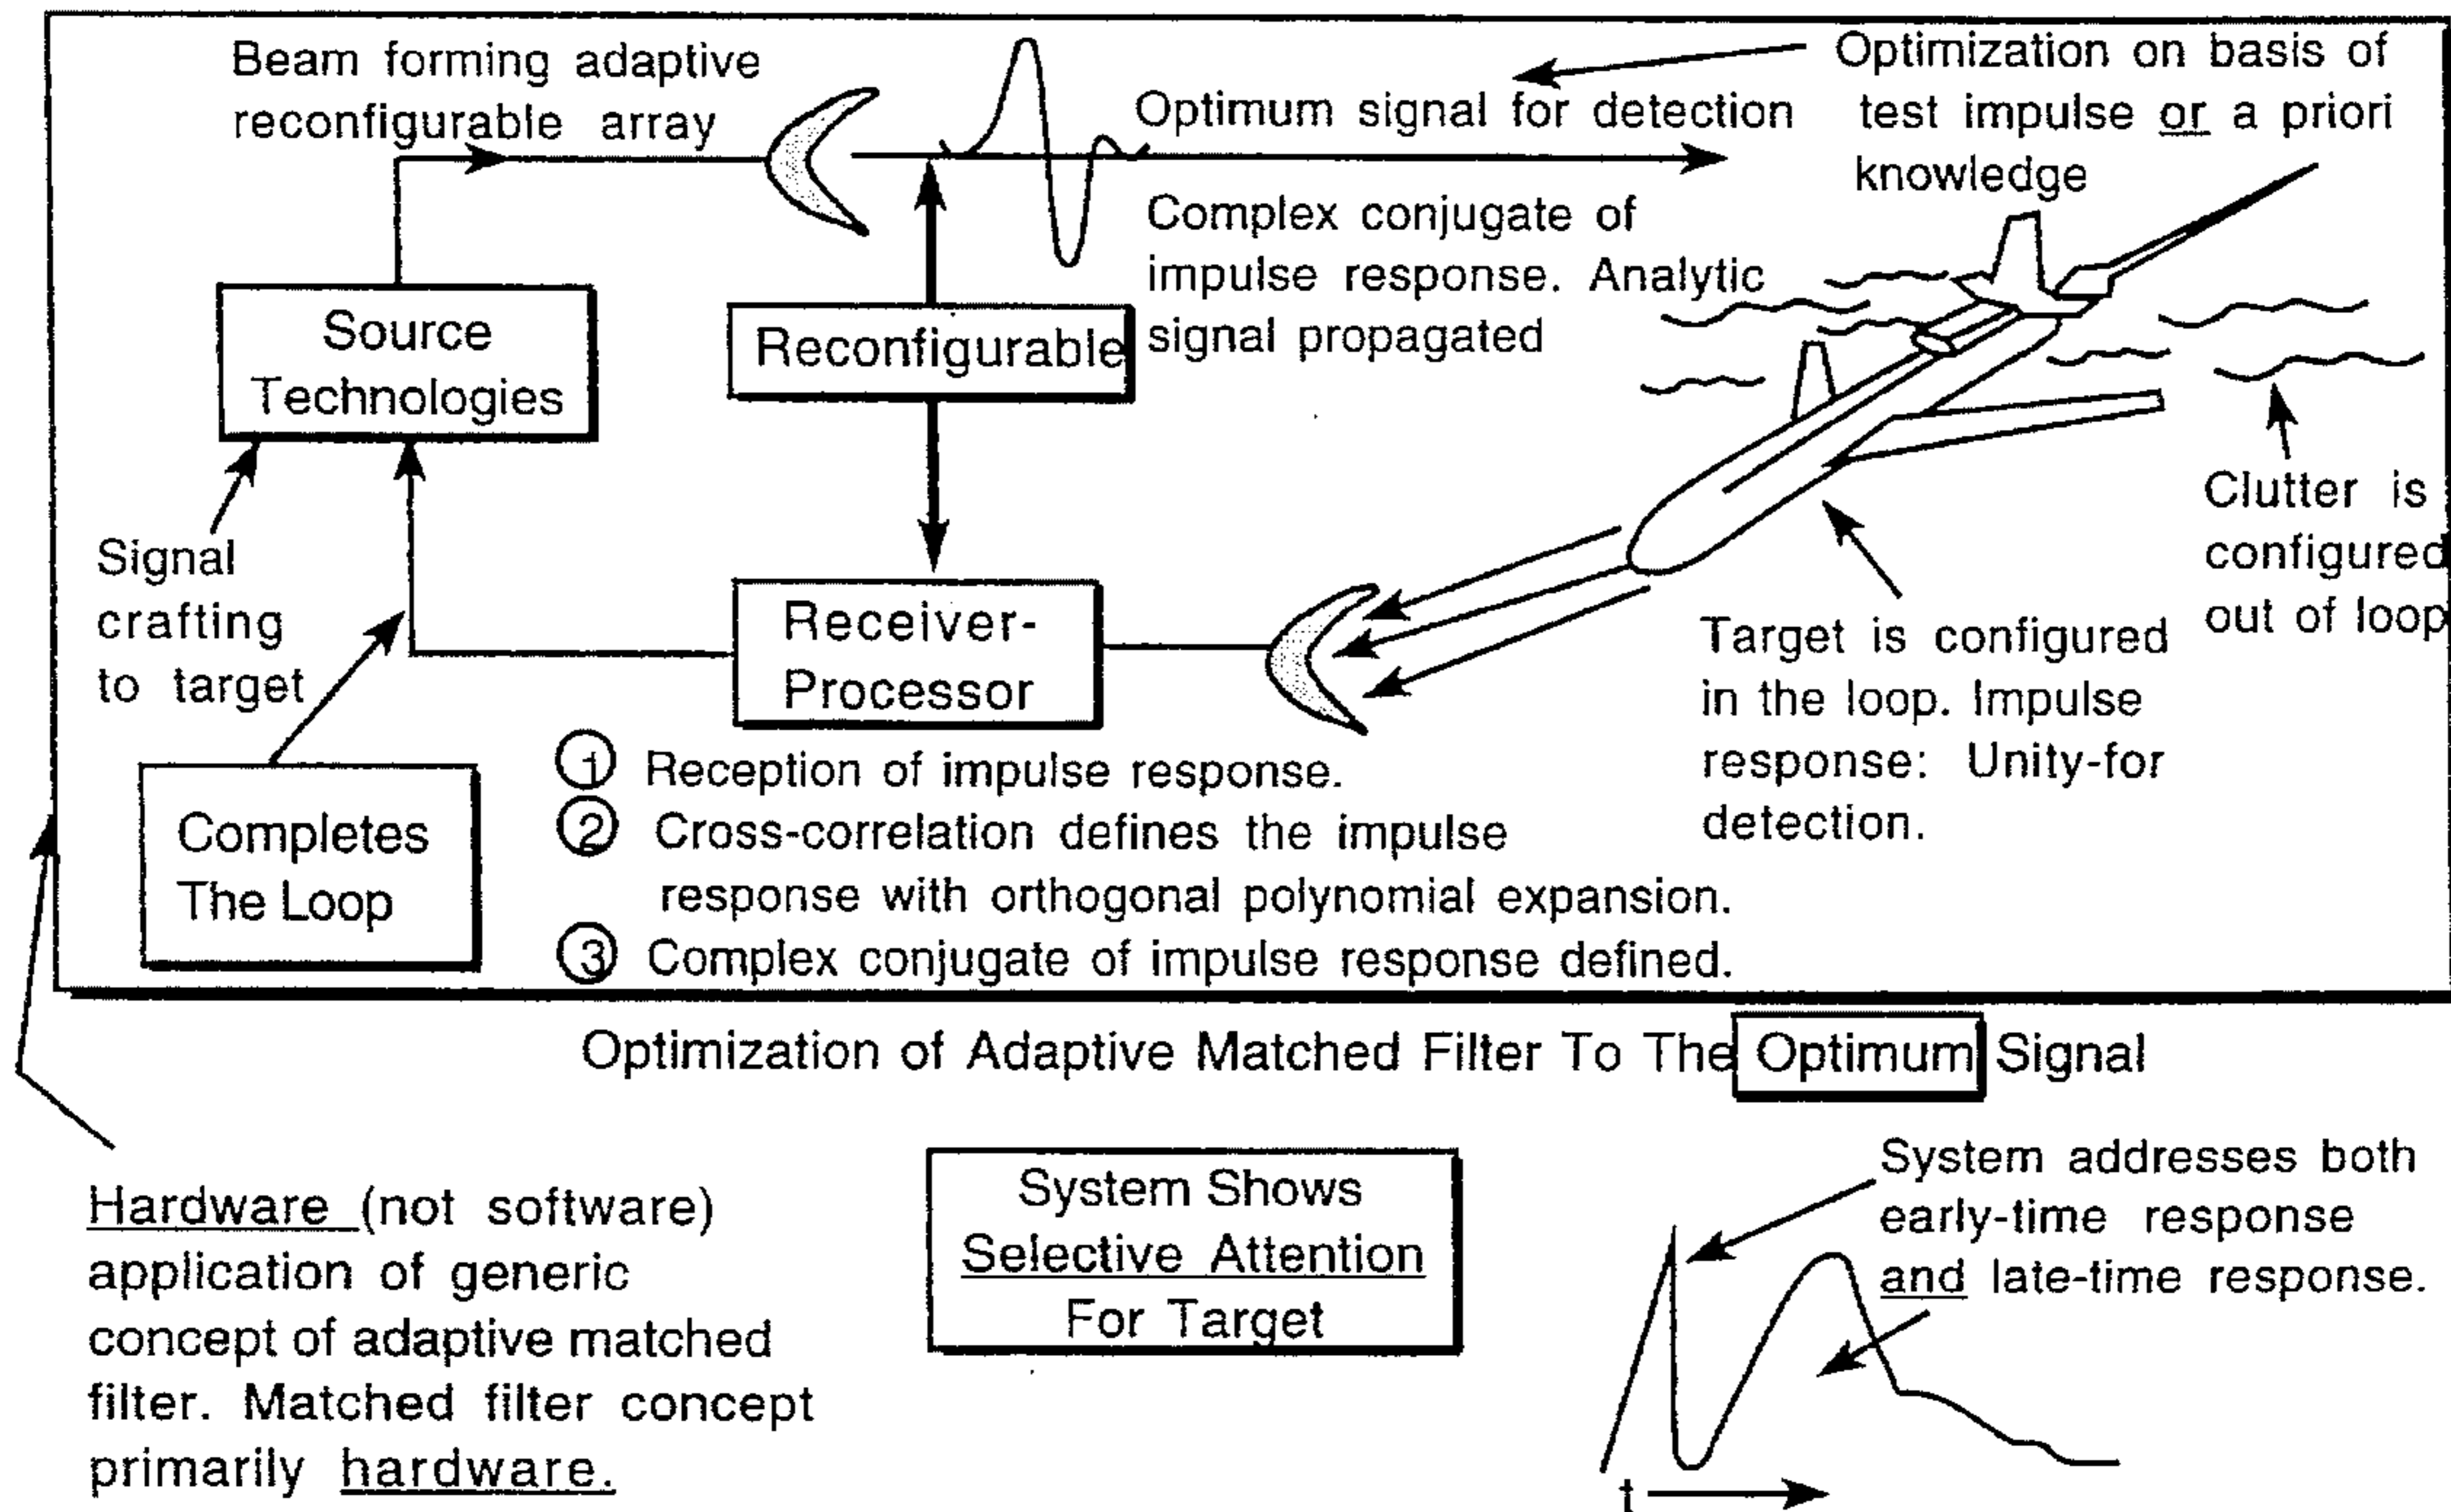 Beam forming adaptive
reconfigurable array
Optimum signal for detection
Optimization on basis of
test impulse or a priori
knowledge
Complex conjugate of
impulse response. Analytic
signal propagated
Source
Technologies
Reconfigurable
Signal
crafting
to target
Receiver-
Processor
Clutter is
configured
out of loop
Target is configured
in the loop. Impulse
response: Unity-for
detection.
Completes
The Loop
1 Reception of impulse response.
2 Cross-correlation defines the impulse
response with orthogonal polynomial expansion.
3 Complex conjugate of impulse response defined.
Optimization of Adaptive Matched Filter To The Optimum Signal
Hardware (not software)
application of generic
concept of adaptive matched
filter. Matched filter concept
primarily hardware.
System Shows
Selective Attention
For Target
System addresses both
early-time response
and late-time response.
t